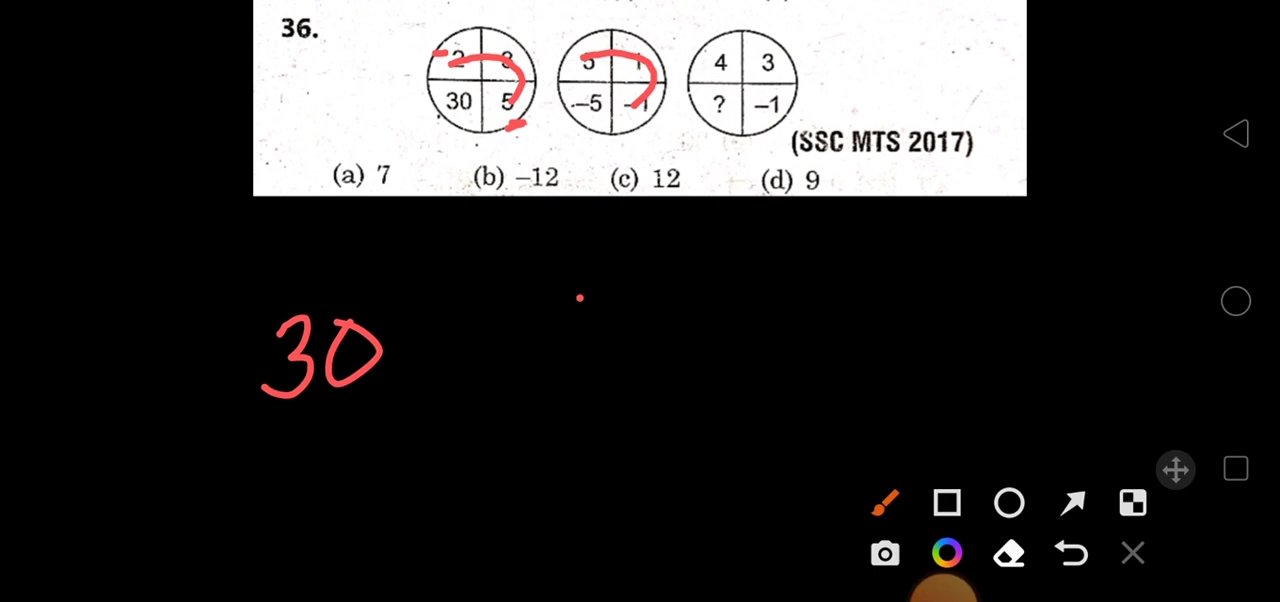 36.
2 3 5 1 4 3
30 5 –5 –1 ? –1
(SSC MTS 2017)
(a) 7 (b) –12 (c) 12 (d) 9
30